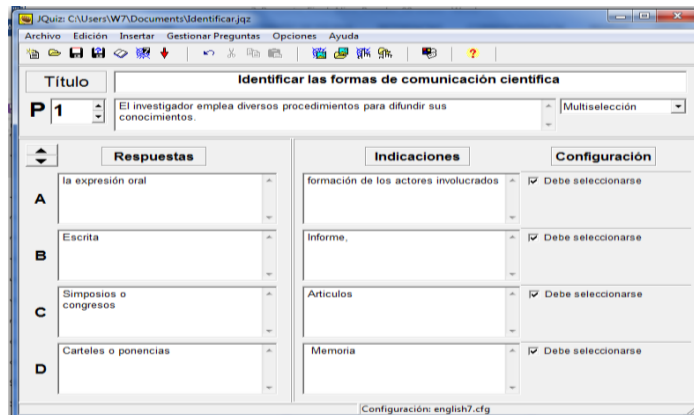 JQuiz: C:\Users\W7\Documents\Identificar.jqz
Archivo Edición Insertar Gestionar Preguntas Opciones Ayuda
Título Identificar las formas de comunicación científica
P 1 El investigador emplea diversos procedimientos para difundir sus Multiselección
conocimientos.
Respuestas Indicaciones Configuración
A la expresión oral formación de los actores involucrados Debe seleccionarse
B Escrita Informe, Debe seleccionarse
C Simposios o Articulos Debe seleccionarse
congresos
D Carteles o ponencias Memoria Debe seleccionarse
Configuración: english7.cfg